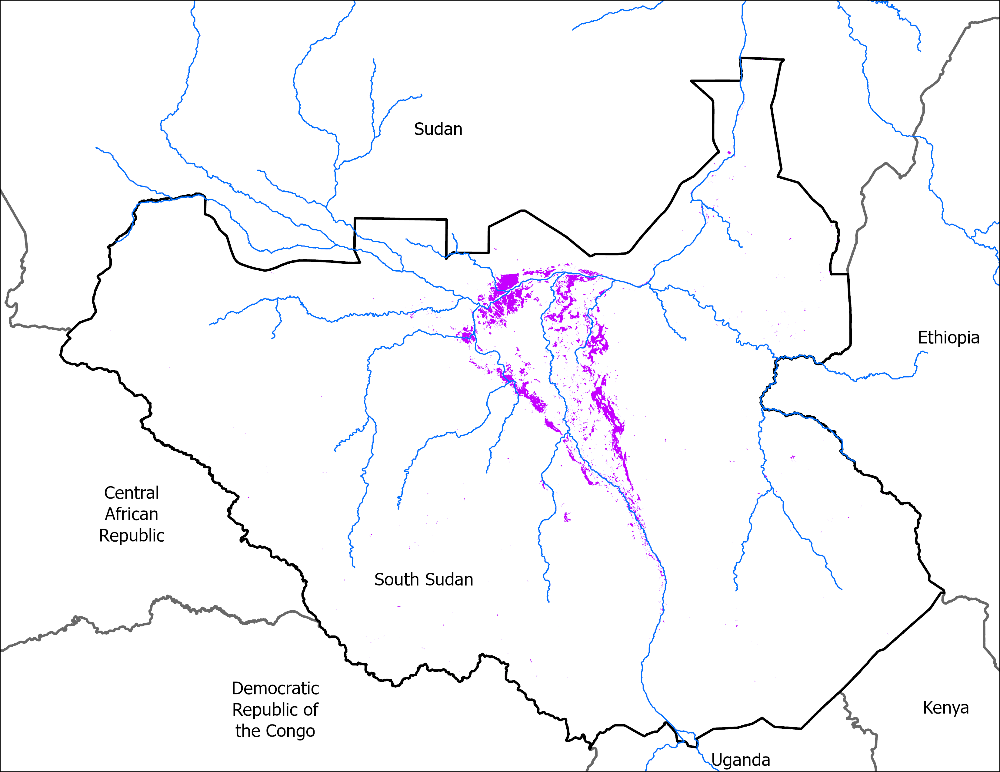 Sudan
Ethiopia
Central
African
Republic
South Sudan
Democratic
Republic of
the Congo
Kenya
Uganda